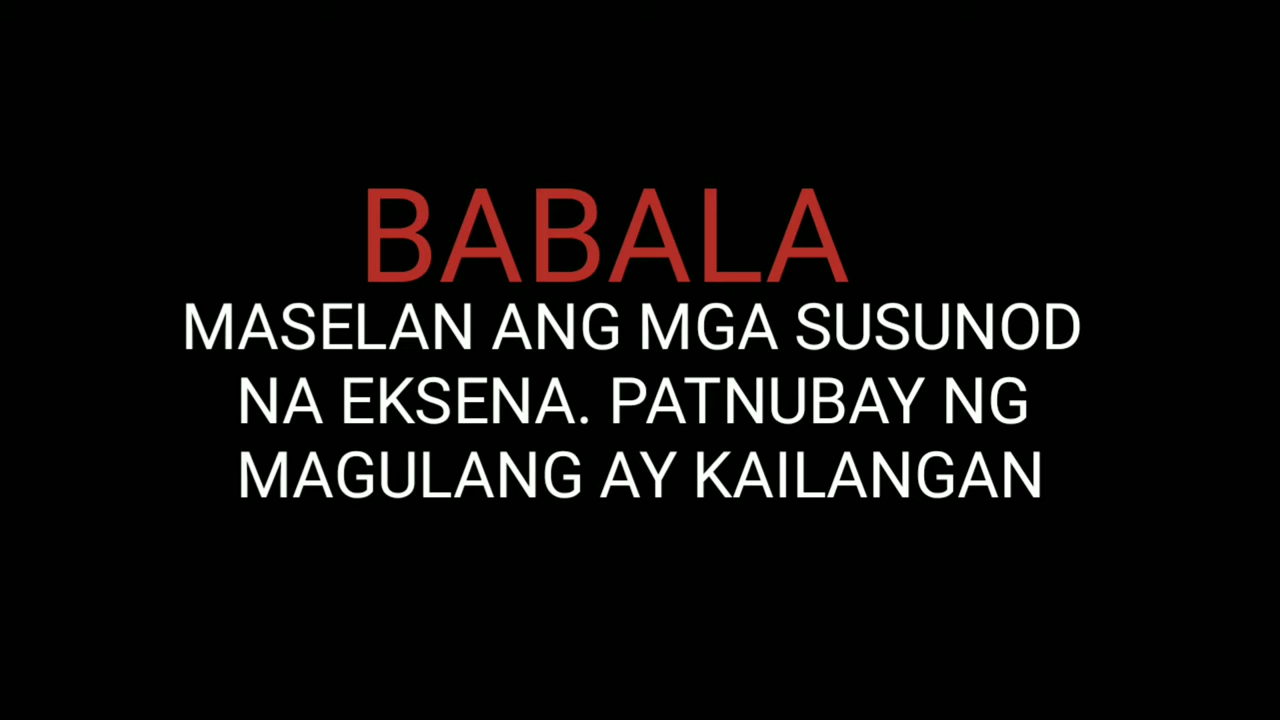 BABALA
MASELAN ANG MGA SUSUNOD
NA EKSENA. PATNUBAY NG
MAGULANG AY KAILANGAN